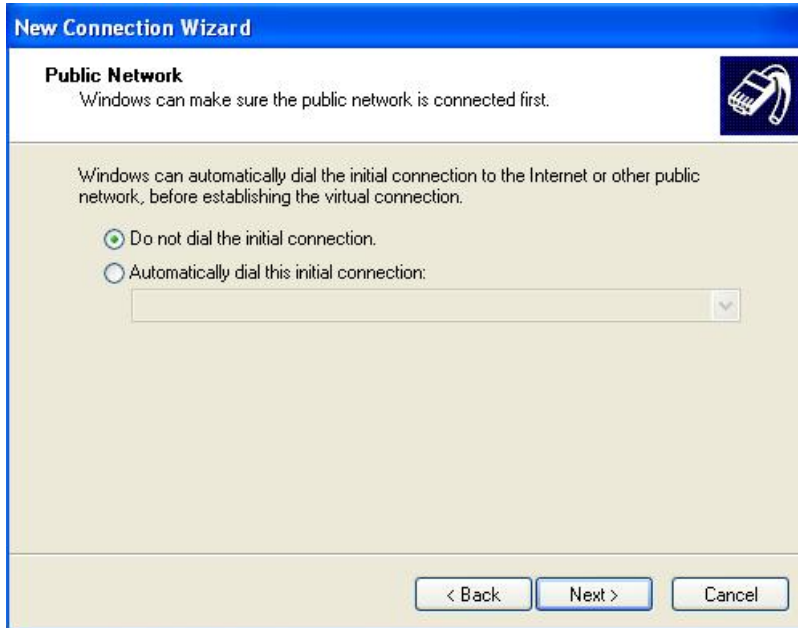 New Connection Wizard
Public Network
Windows can make sure the public network is connected first.
Windows can automatically dial the initial connection to the Internet or other public
network, before establishing the virtual connection.
Do not dial the initial connection.
Automatically dial this initial connection:
< Back Next > Cancel